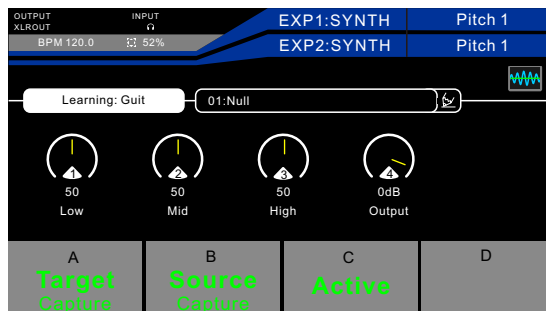 OUTPUT INPUT
XLROUT
EXP1:SYNTH Pitch 1
BPM 120.0 52%
EXP2:SYNTH Pitch 1
Learning: Guit 01:Null
1 2 3 4
50 50 50 0dB
Low Mid High Output
A B C D
Target Source Active
Capture Capture